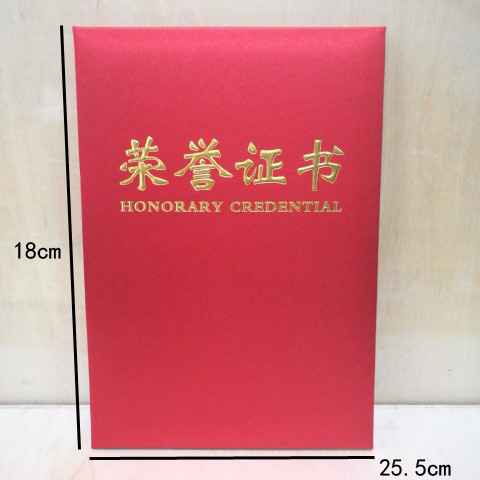 荣誉证书
HONORARY CREDENTIAL
18cm
25.5cm